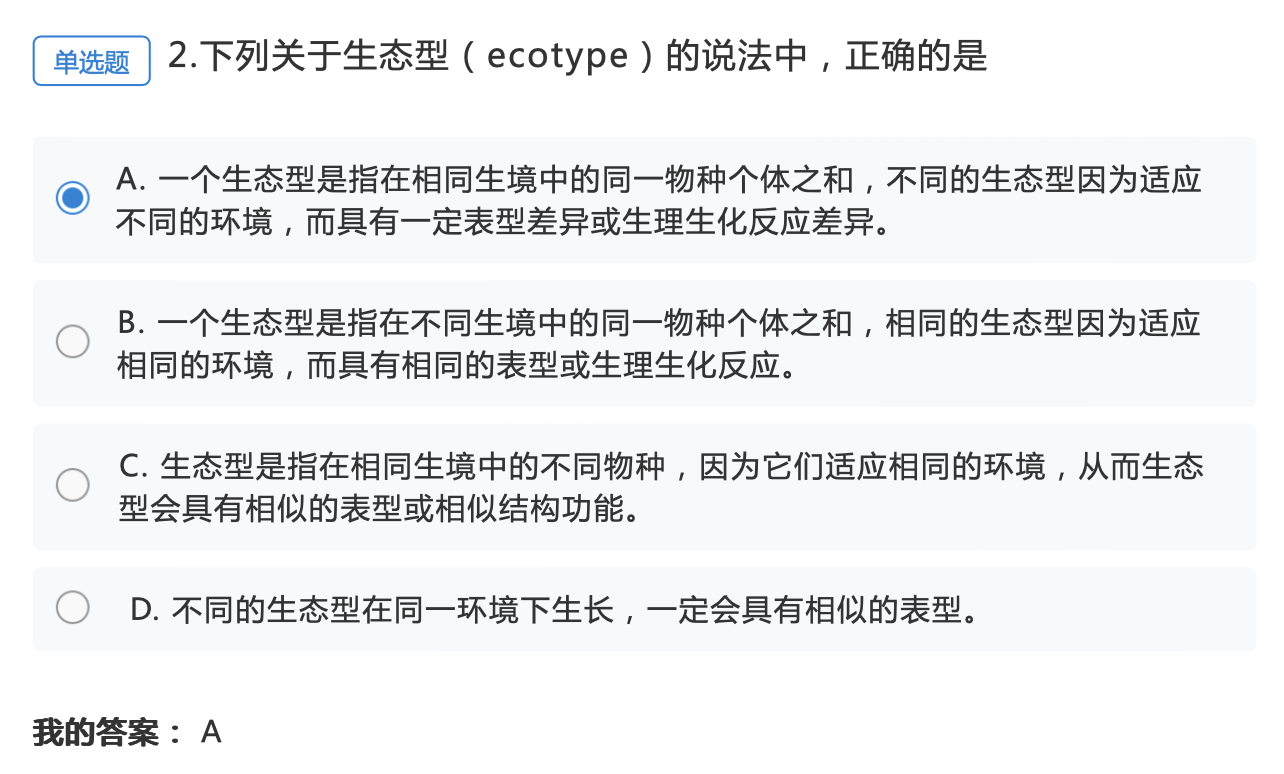 单选题 2.下列关于生态型（ecotype）的说法中，正确的是
A. 一个生态型是指在相同生境中的同一物种个体之和，不同的生态型因为适应
不同的环境，而具有一定表型差异或生理生化反应差异。
B. 一个生态型是指在不同生境中的同一物种个体之和，相同的生态型因为适应
相同的环境，而具有相同的表型或生理生化反应。
C. 生态型是指在相同生境中的不同物种，因为它们适应相同的环境，从而生态
型会具有相似的表型或相似结构功能。
D. 不同的生态型在同一环境下生长，一定会具有相似的表型。
我的答案： A